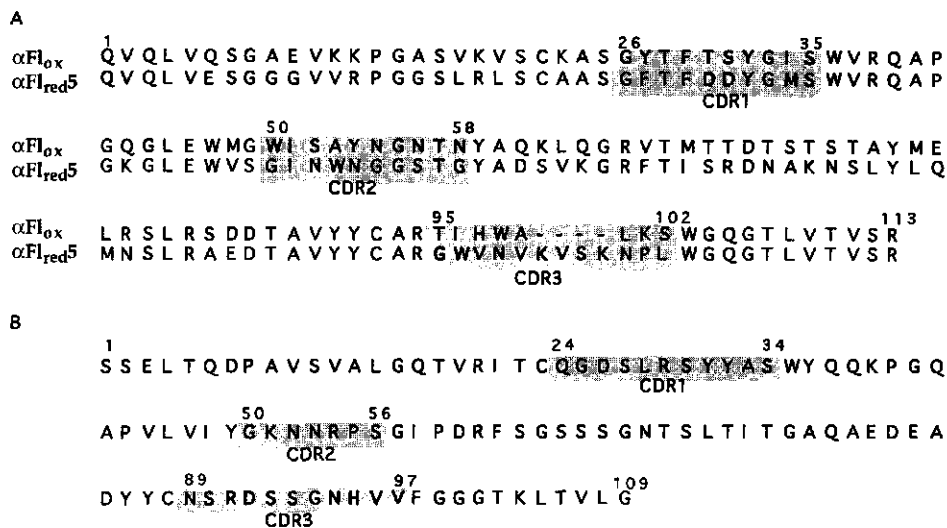 A
1 26 35
αFlox Q V Q L V Q S G A E V K K P G A S V K V S C K A S G Y T F T S Y G I S W V R Q A P
αFlred5 Q V Q L V E S G G G V V R P G G S L R L S C A A S G F T F D D Y G M S W V R Q A P
CDR1
50 58
αFlox G Q G L E W M G W I S A Y N G N T N Y A Q K L Q G R V T M T T D T S T S T A Y M E
αFlred5 G K G L E W V S G I N W N G G S T G Y A D S V K G R F T I S R D N A K N S L Y L Q
CDR2
95 102 113
αFlox L R S L R S D D T A V Y Y C A R T I H W A - - - - L K S W G Q G T L V T V S R
αFlred5 M N S L R A E D T A V Y Y C A R G W V N V K V S K N P L W G Q G T L V T V S R
CDR3
B
1 24 34
S S E L T Q D P A V S V A L G Q T V R I T C Q G D S L R S Y Y A S W Y Q Q K P G Q
CDR1
50 56
A P V L V I Y G K N N R P S G I P D R F S G S S S G N T S L T I T G A Q A E D E A
CDR2
89 97 109
D Y Y C N S R D S S G N H V V F G G G T K L T V L G
CDR3